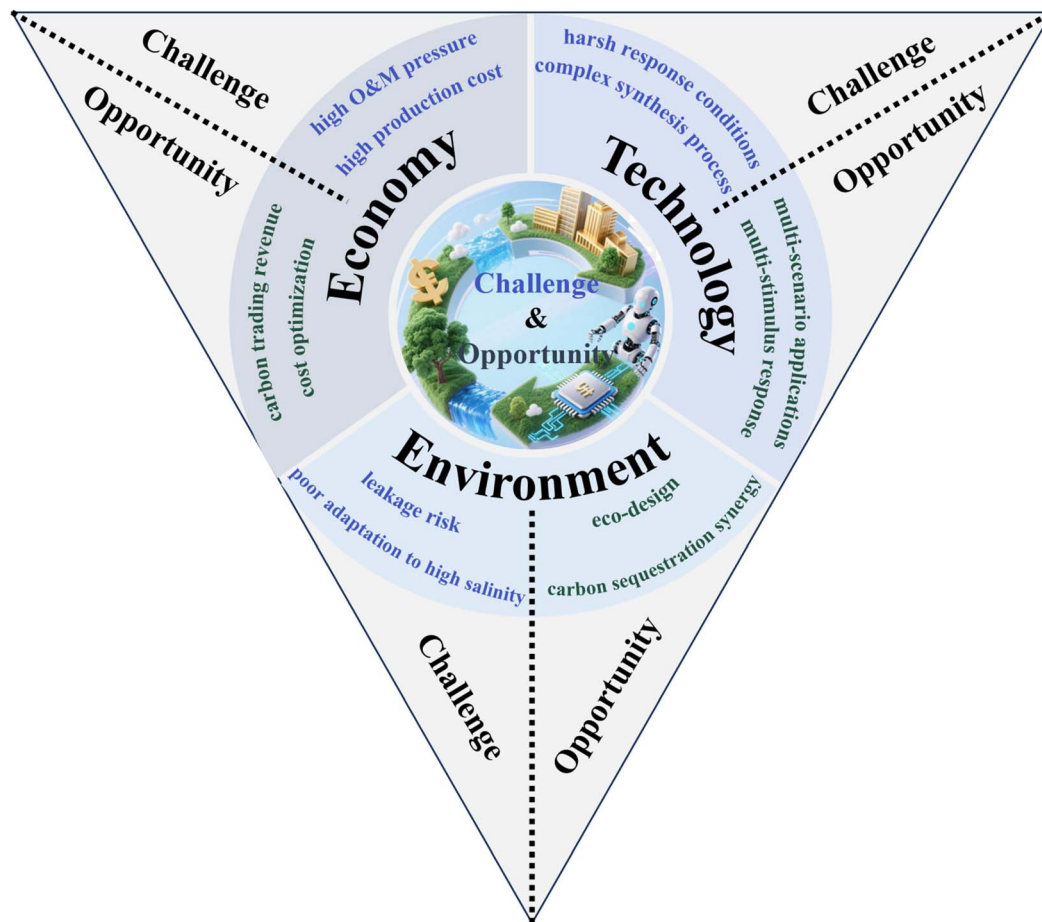 Challenge
Opportunity
high O&M pressure
high production cost
Economy
carbon trading revenue
cost optimization
harsh response conditions
complex synthesis process
Technology
Challenge
Opportunity
multi-scenario applications
multi-stimulus response
Challenge
&
Opportunity
Environment
leakage risk
poor adaptation to high salinity
eco-design
carbon sequestration synergy
Challenge
Opportunity